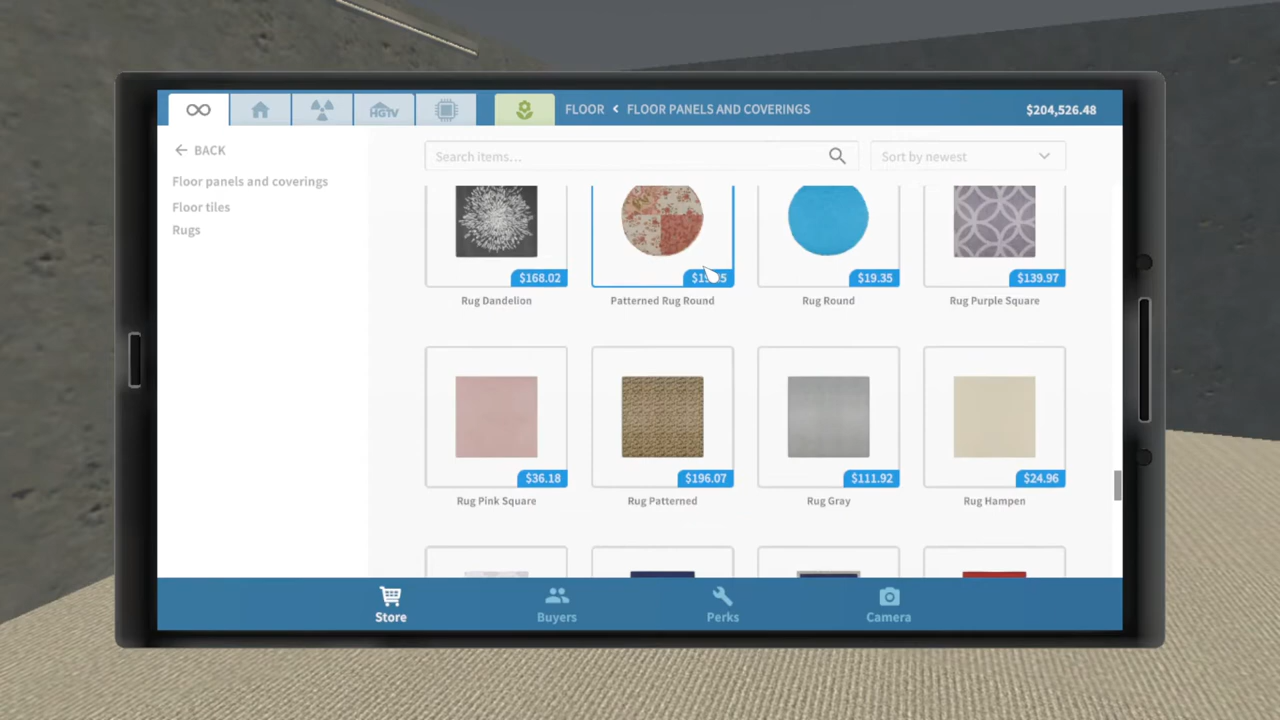 HGTV
FLOOR < FLOOR PANELS AND COVERINGS
$204,526.48
BACK
Search items...
Sort by newest
Floor panels and coverings
Floor tiles
Rugs
$168.02
$19.35
$139.97
Rug Dandelion
Patterned Rug Round
Rug Round
Rug Purple Square
$36.18
$196.07
$111.92
$24.96
Rug Pink Square
Rug Patterned
Rug Gray
Rug Hampen
Store
Buyers
Perks
Camera